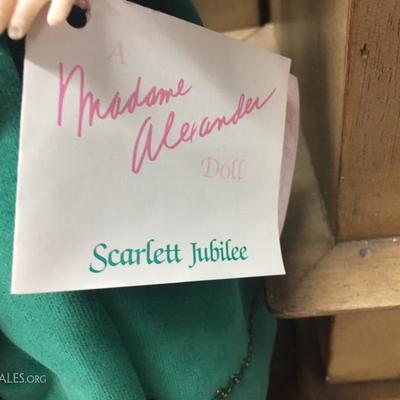 A
Madame
Alexander
Doll
Scarlett Jubilee
ALES.ORG